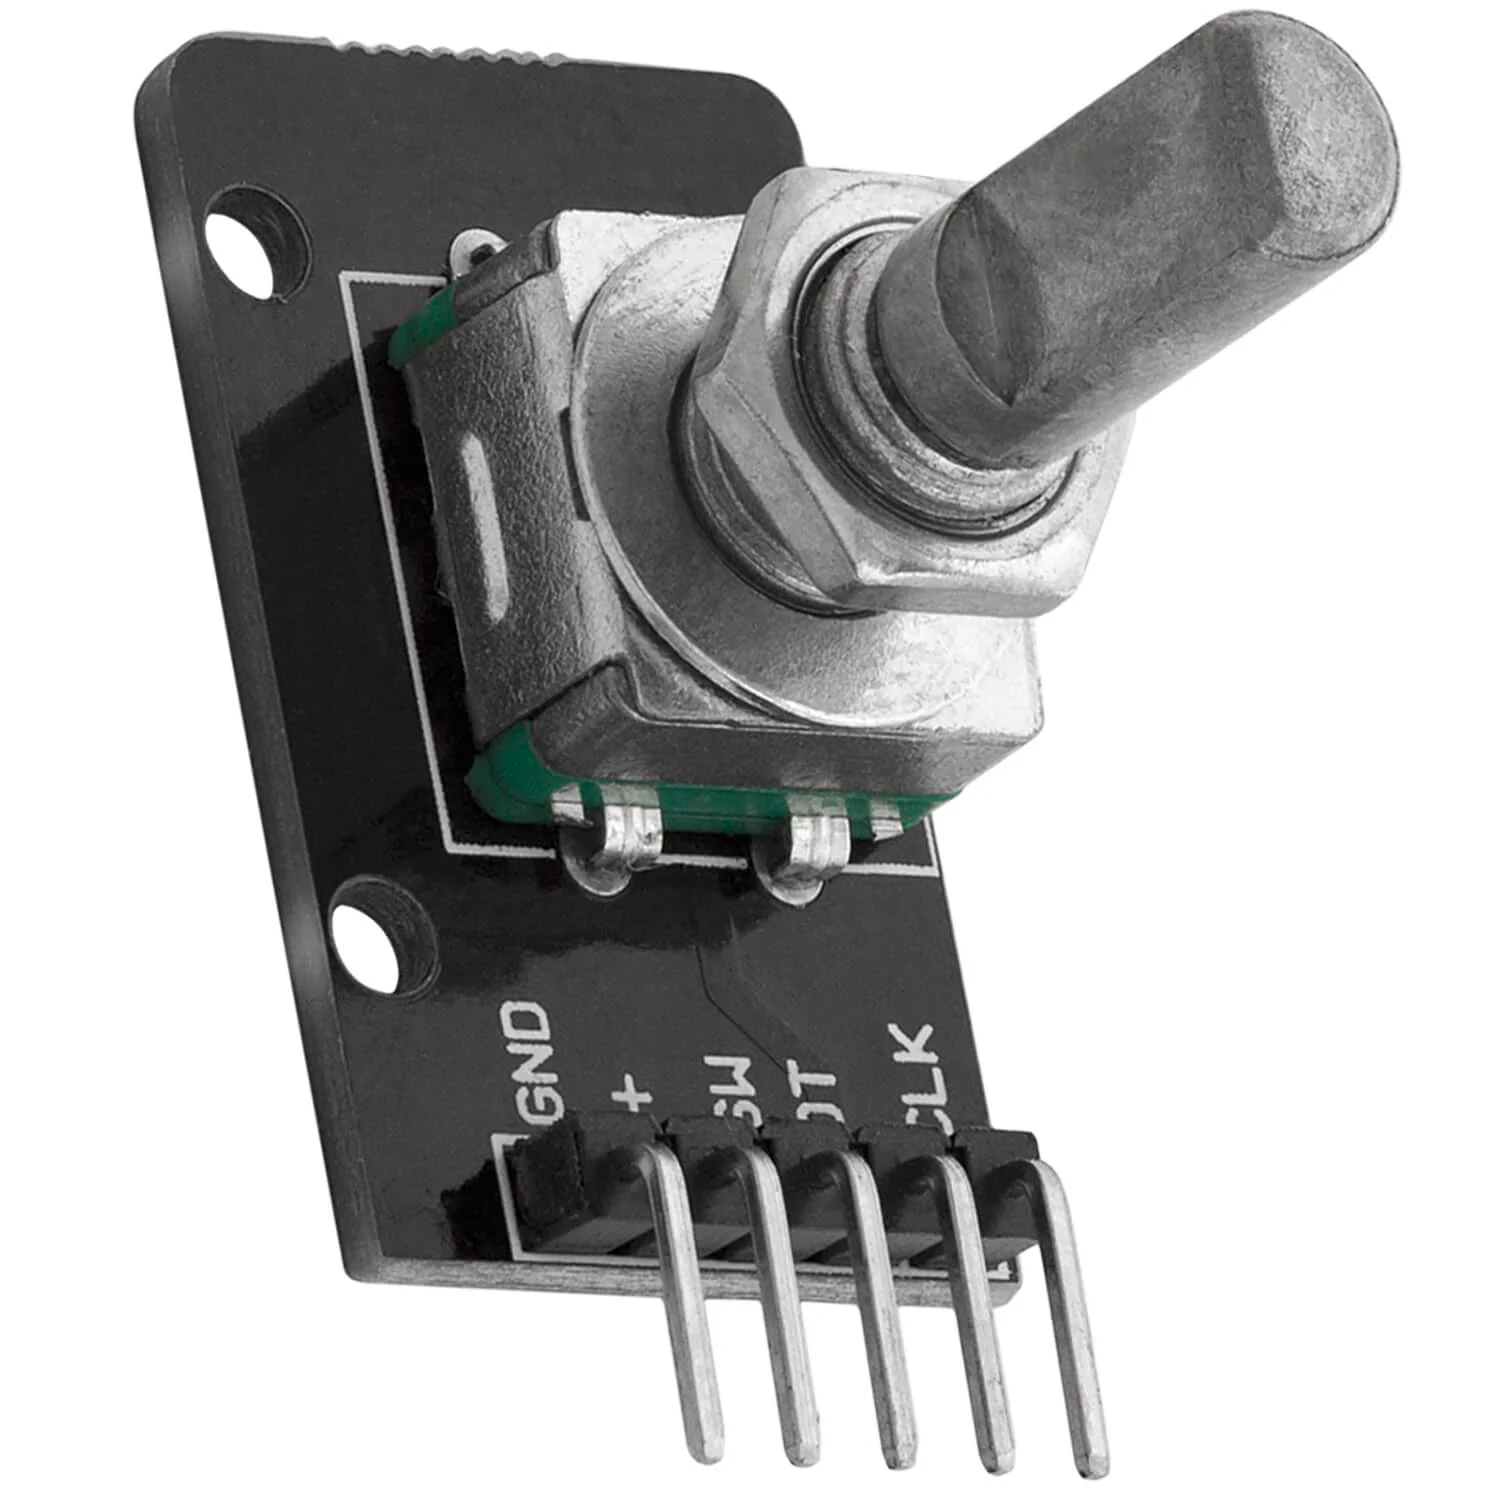 GND
+
SW
DT
CLK